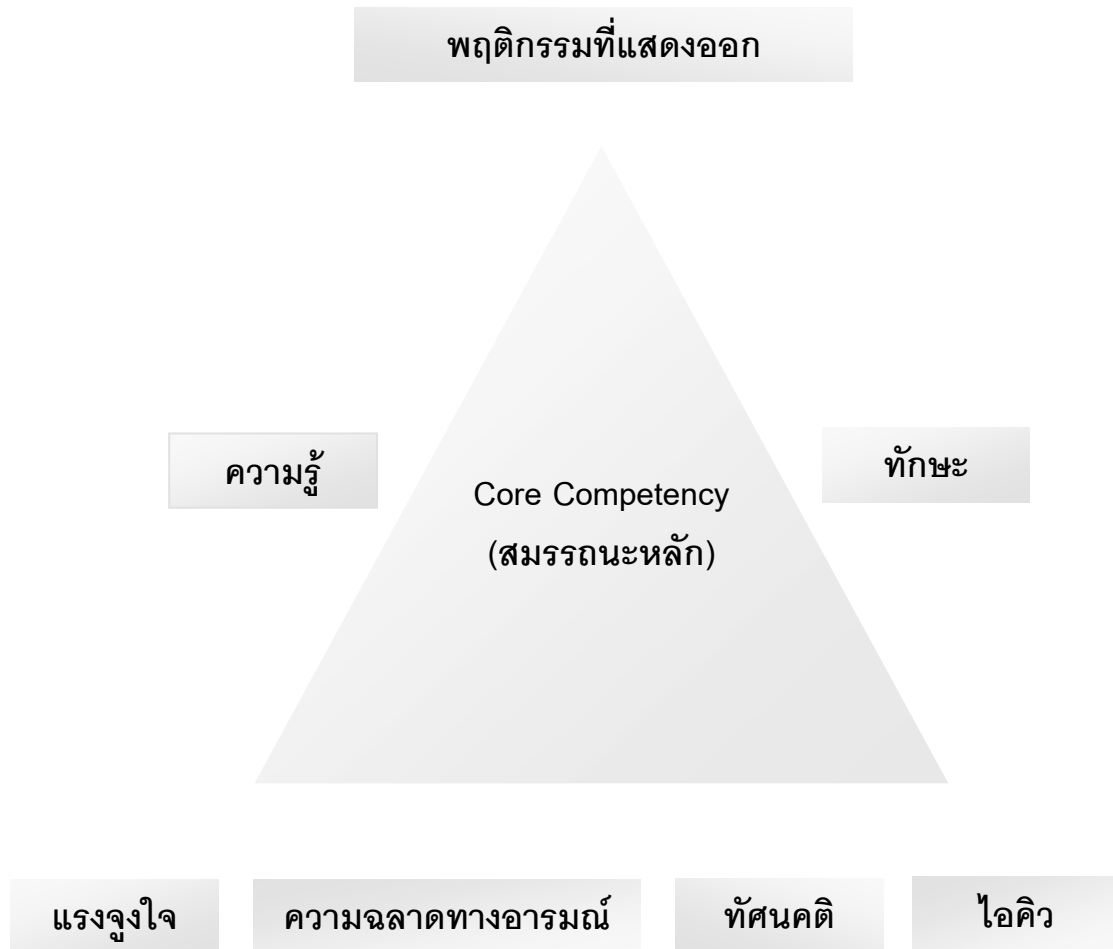 พฤติกรรมที่แสดงออก
ความรู้
ทักษะ
Core Competency
(สมรรถนะหลัก)
แรงจูงใจ
ความฉลาดทางอารมณ์
ทัศนคติ
ไอคิว